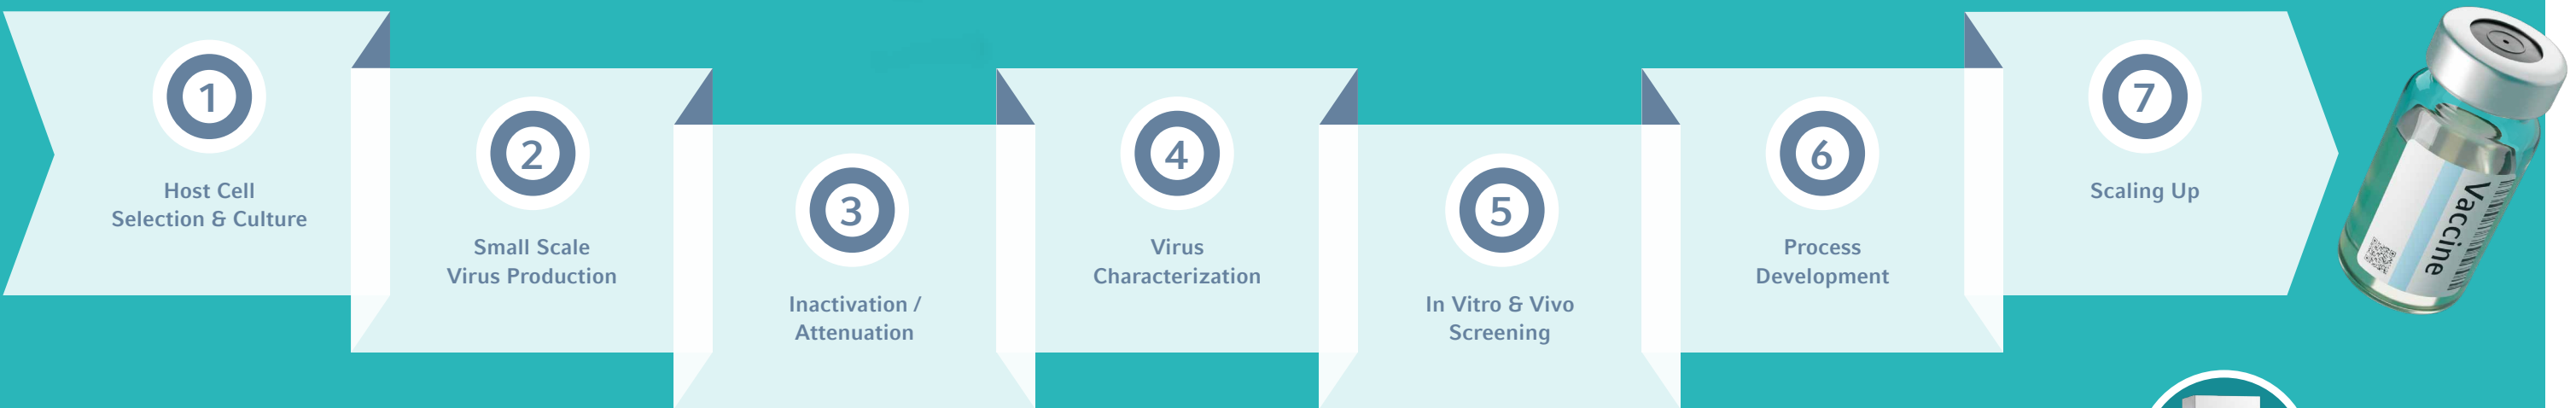 1
Host Cell
Selection & Culture
2
Small Scale
Virus Production
3
Inactivation /
Attenuation
4
Virus
Characterization
5
In Vitro & Vivo
Screening
6
Process
Development
7
Scaling Up
Vaccine